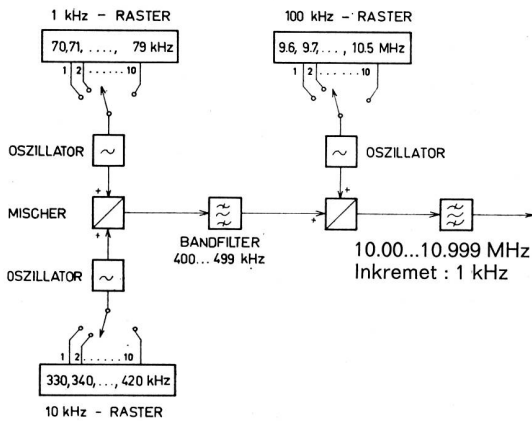 1 kHz - RASTER
70,71, ...., 79 kHz
1 2 ...... 10
OSZILLATOR
~
MISCHER
+
+
OSZILLATOR
~
1 2 ...... 10
330,340,..., 420 kHz
10 kHz - RASTER
BANDFILTER
400... 499 kHz
100 kHz - RASTER
9.6, 9.7,..., 10.5 MHz
1 2 ...... 10
~
OSZILLATOR
+
+
10.00...10.999 MHz
Inkremet : 1 kHz